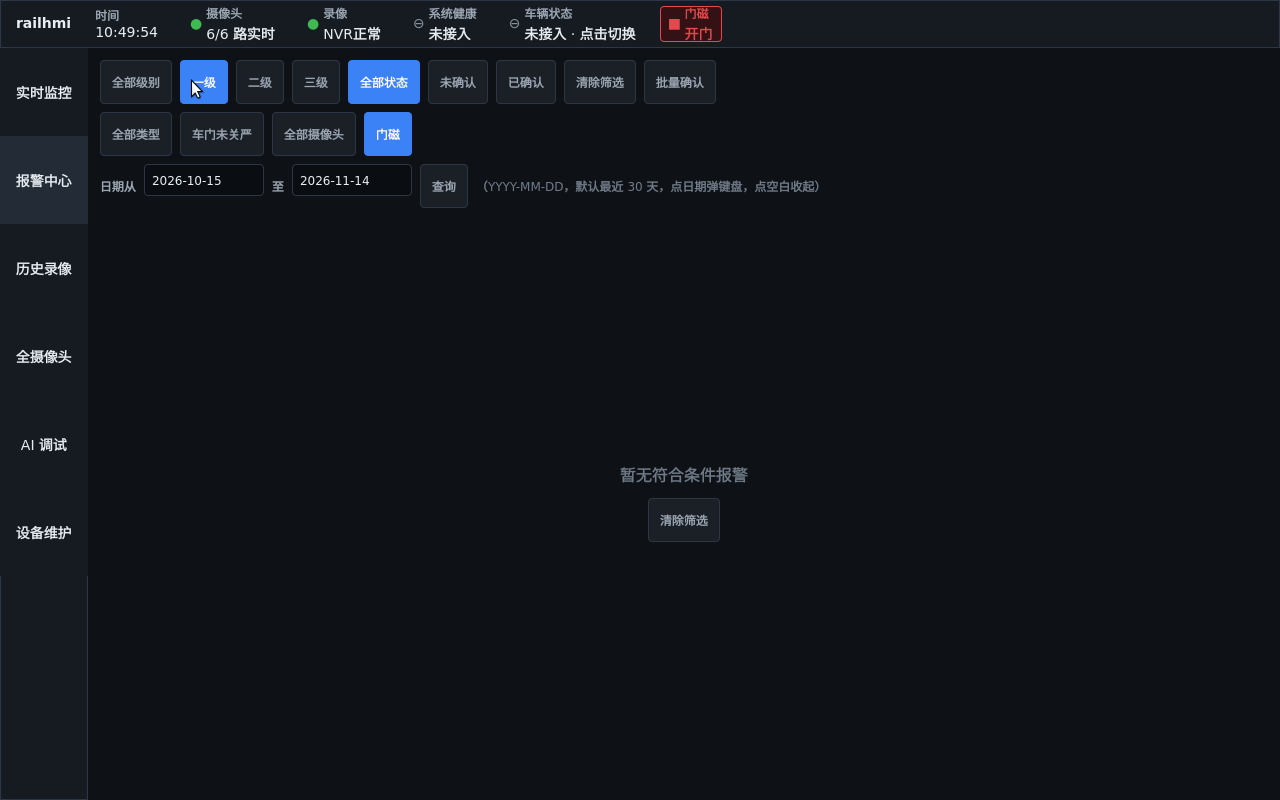 railhmi
时间
10:49:54
摄像头
6/6 路实时
录像
NVR正常
系统健康
未接入
车辆状态
未接入 · 点击切换
门磁
开门
实时监控
报警中心
历史录像
全摄像头
AI 调试
设备维护
全部级别 一级 二级 三级 全部状态 未确认 已确认 清除筛选 批量确认
全部类型 车门未关严 全部摄像头 门磁
日期从 2026-10-15 至 2026-11-14 查询 (YYYY-MM-DD，默认最近 30 天，点日期弹键盘，点空白收起)
暂无符合条件报警
清除筛选